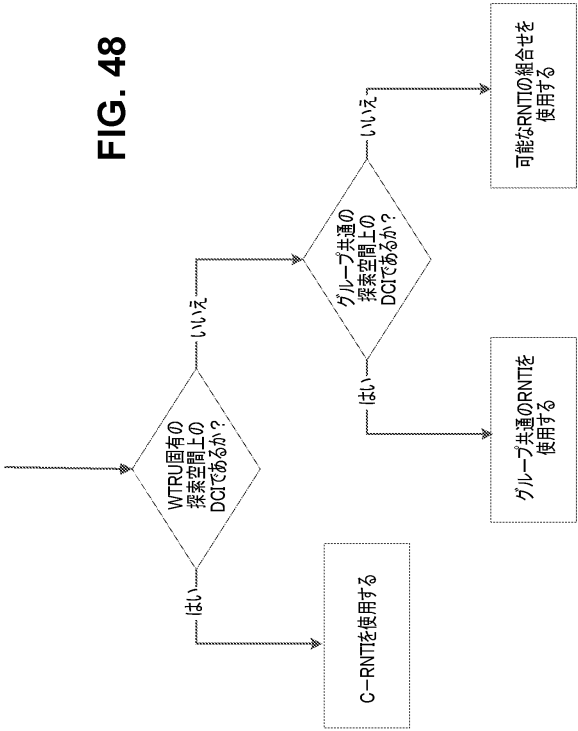 FIG. 48
WTRU固有の
探索空間上の
DCIであるか?
はい
いいえ
C-RNTIを使用する
グループ共通の
探索空間上の
DCIであるか?
はい
いいえ
グループ共通のRNTIを
使用する
可能なRNTIの組合せを
使用する